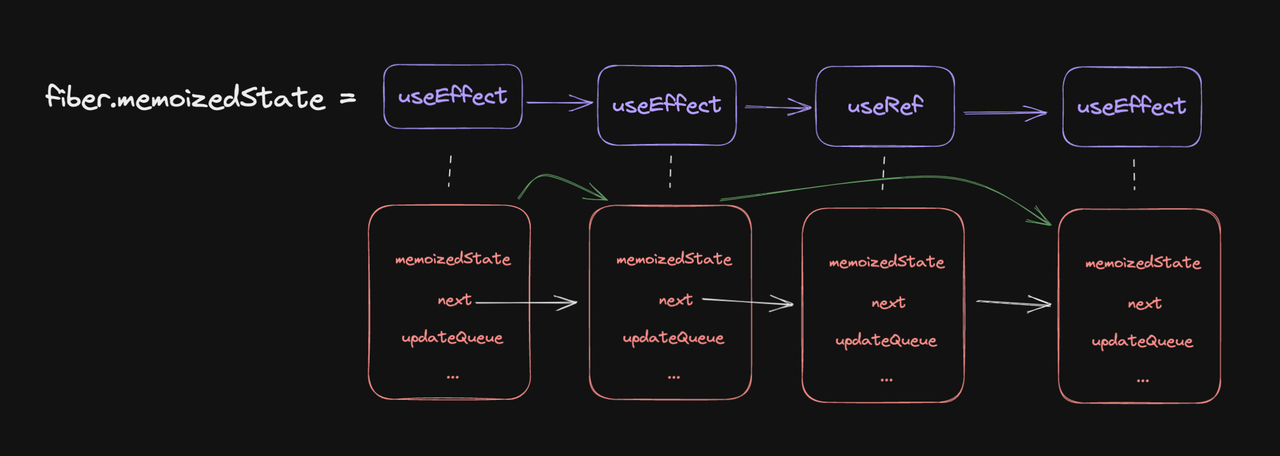 fiber.memoizedState =
useEffect
useEffect
useRef
useEffect
memoizedState
next
updateQueue
...
memoizedState
next
updateQueue
...
memoizedState
next
updateQueue
...
memoizedState
next
updateQueue
...